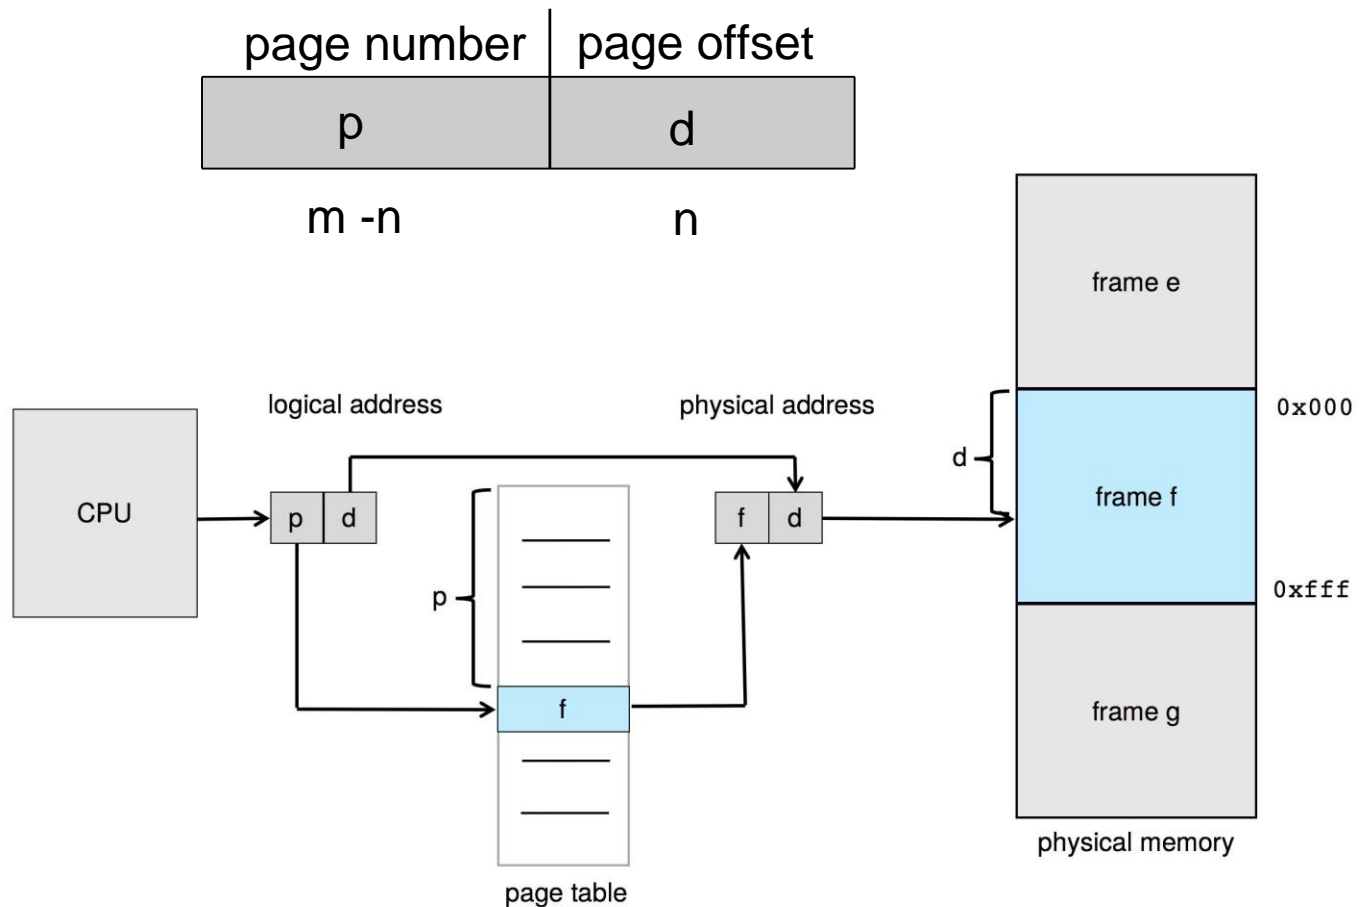 page number page offset
p d
m -n n
frame e
logical address physical address
0x000
d
CPU p d f d frame f
p
0xfff
f
frame g
physical memory
page table